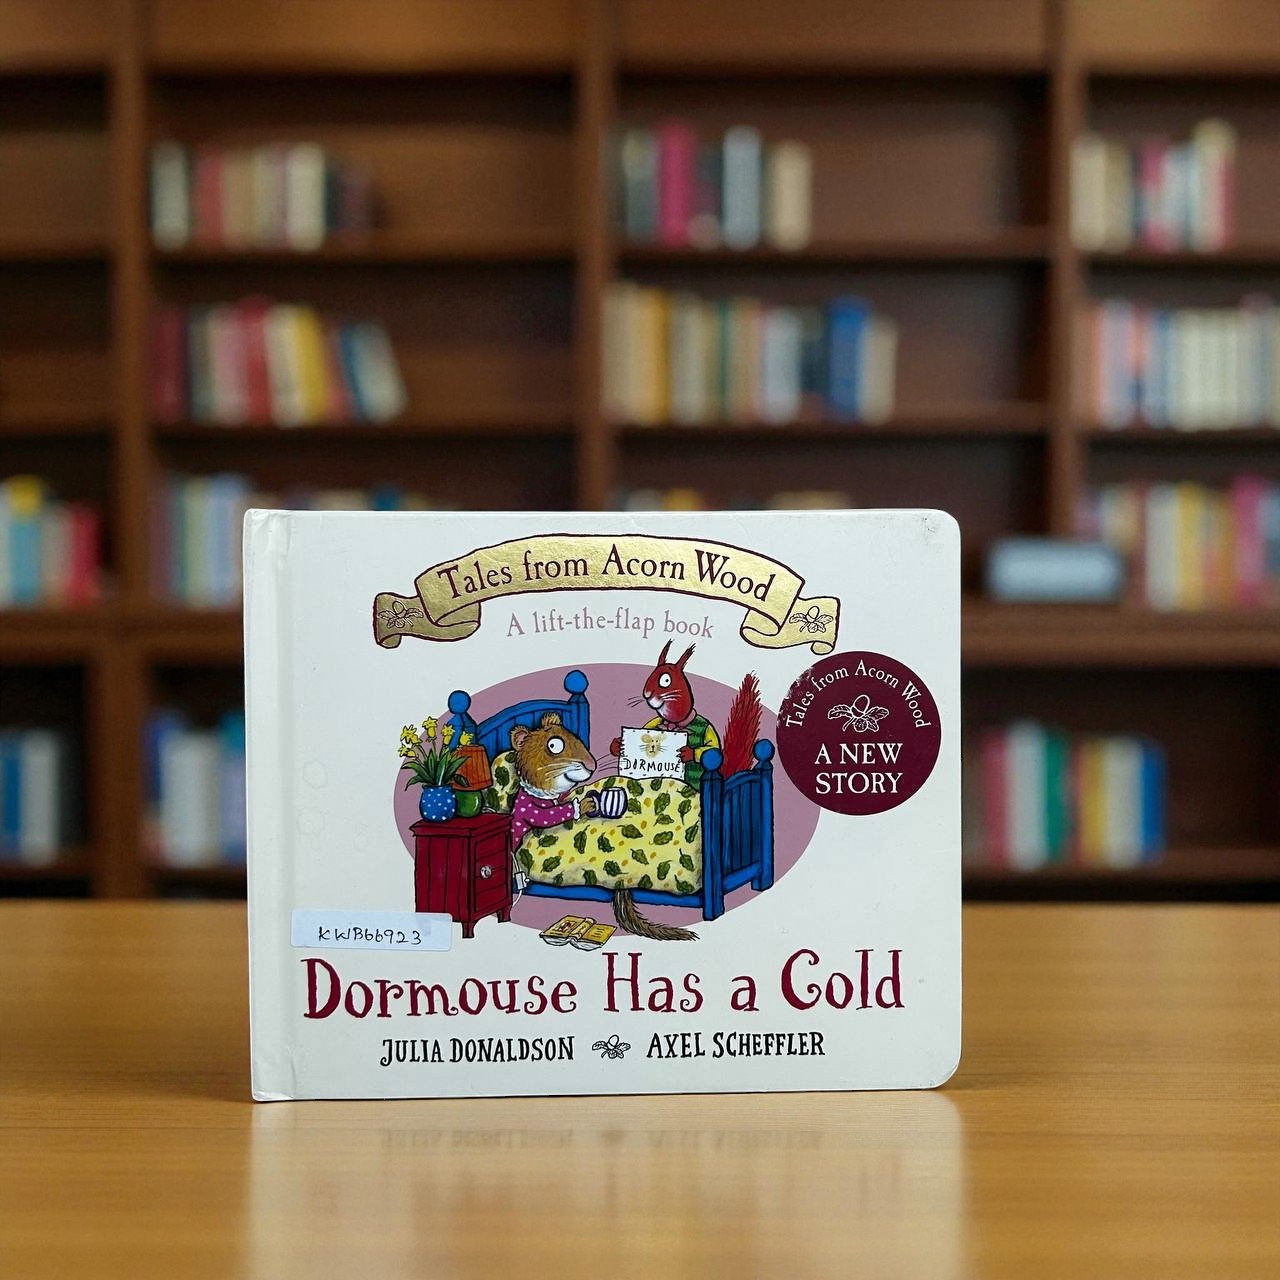 Tales from Acorn Wood
A lift-the-flap book
DORMOUSE
Tales from Acorn Wood
A NEW
STORY
KWB66923
Dormouse Has a Cold
JULIA DONALDSON AXEL SCHEFFLER